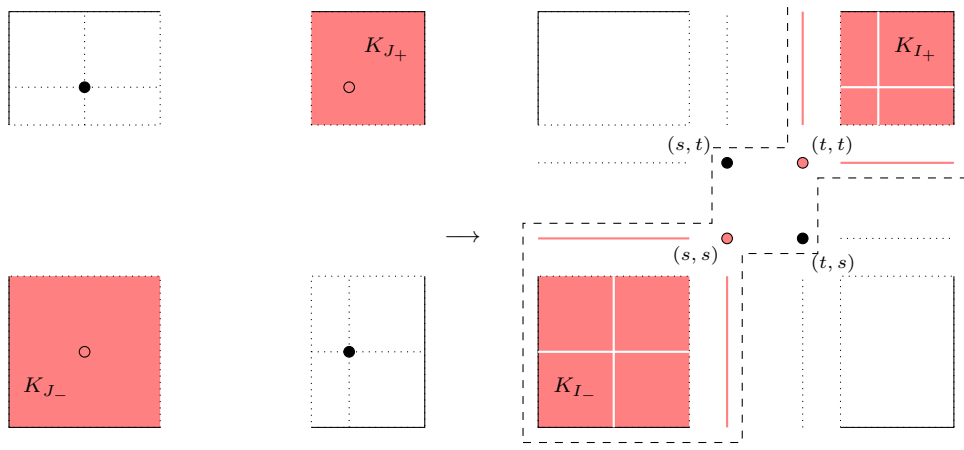 K_{J_+}
K_{I_+}
(s, t)
(t, t)
⟶
(s, s)
(t, s)
K_{J_-}
K_{I_-}